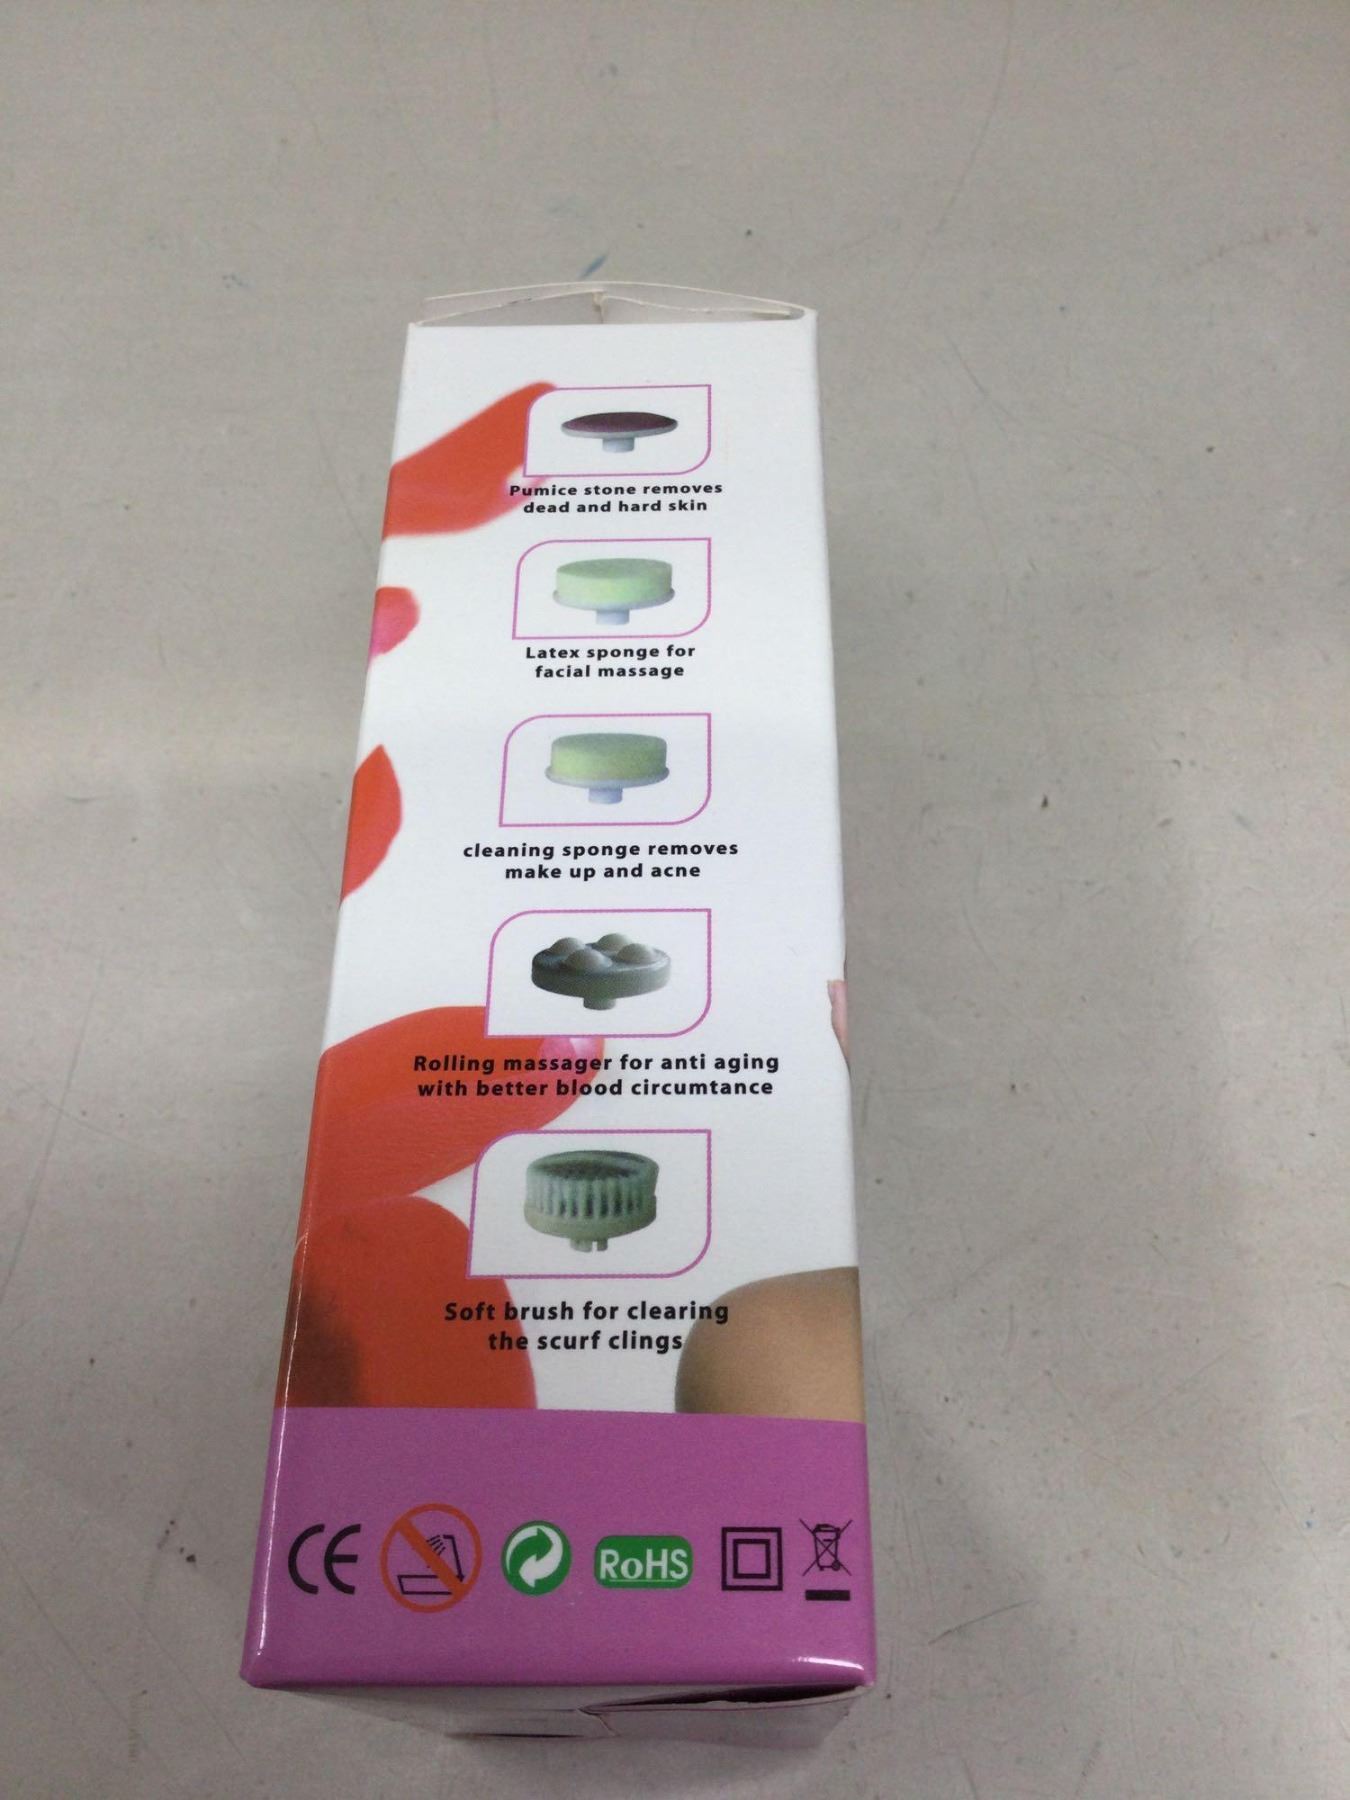 Pumice stone removes
dead and hard skin
Latex sponge for
facial massage
cleaning sponge removes
make up and acne
Rolling massager for anti aging
with better blood circumtance
Soft brush for clearing
the scurf clings
CE
RoHS